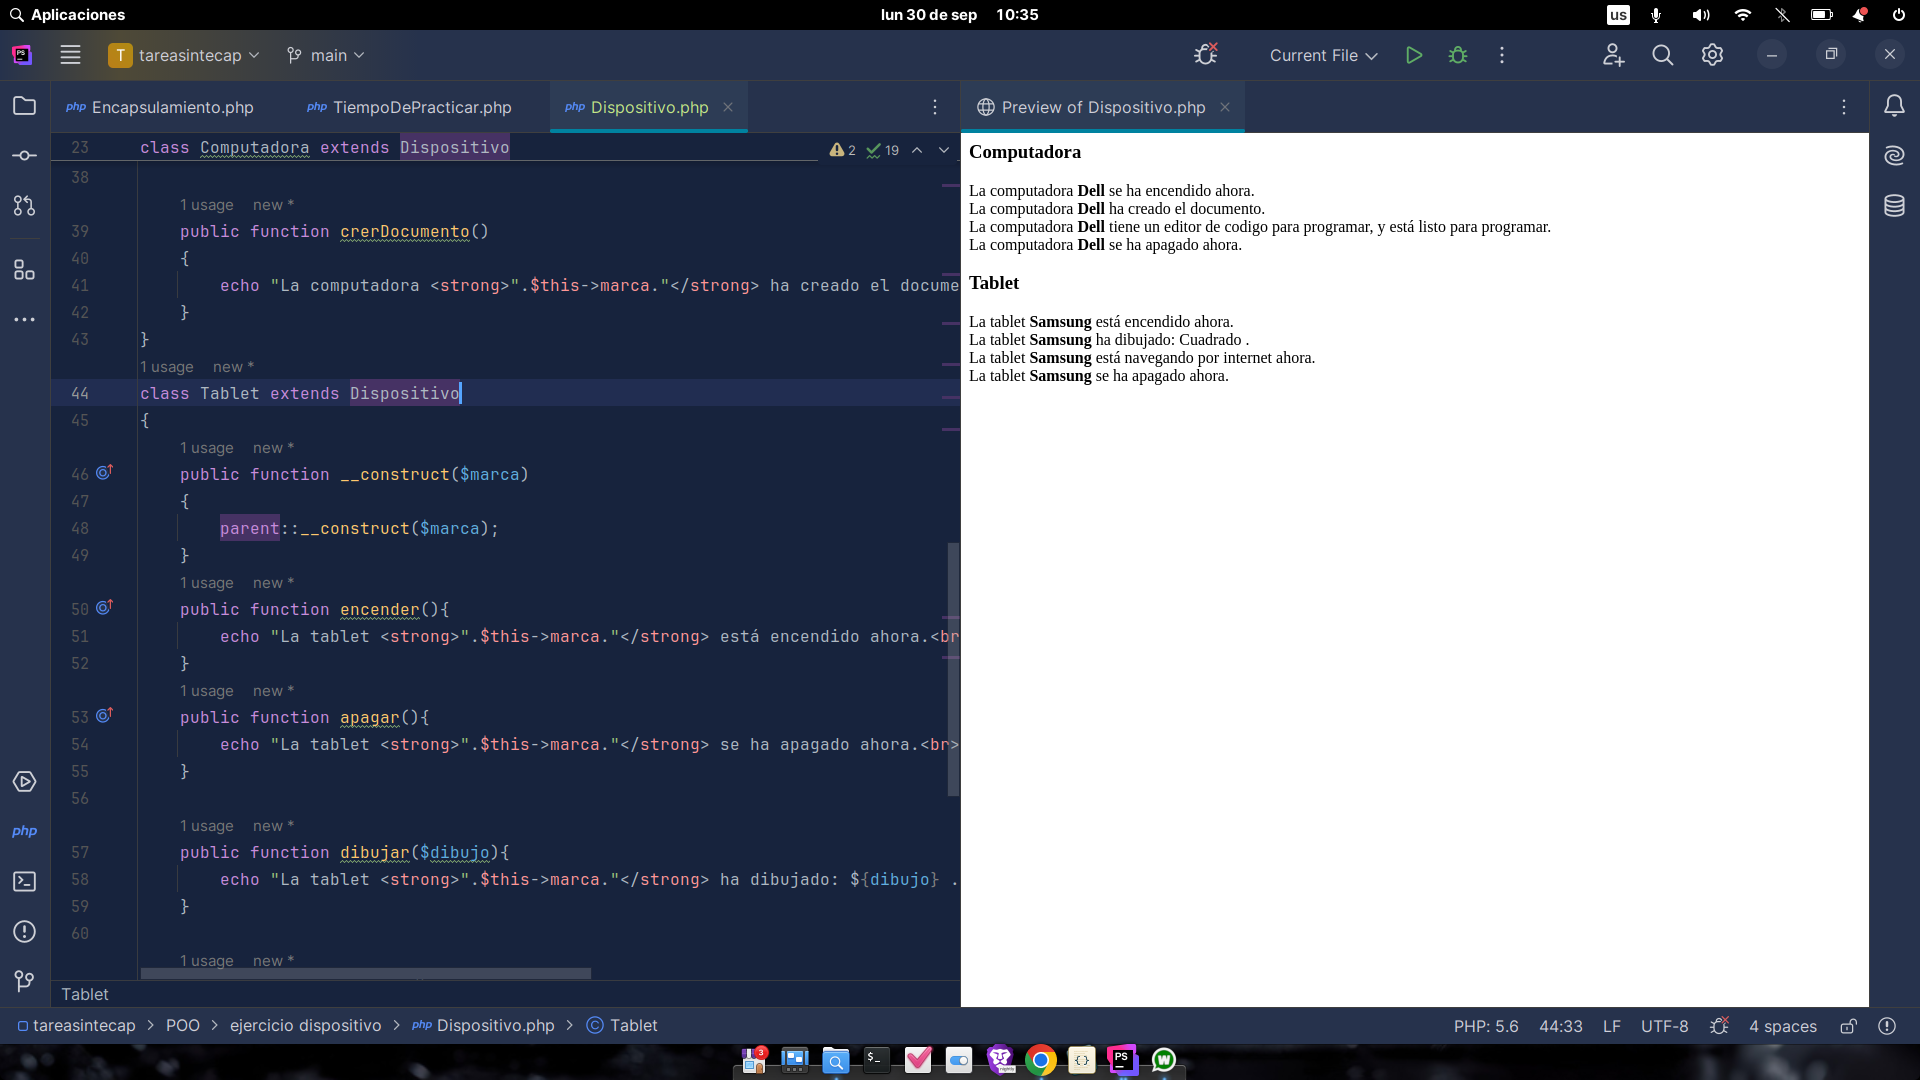 Aplicaciones lun 30 de sep 10:35 us
PS T tareasintecap main Current File
php Encapsulamiento.php php TiempoDePracticar.php php Dispositivo.php Preview of Dispositivo.php
23 class Computadora extends Dispositivo 2 19
38
1 usage new *
39 public function crerDocumento()
40 {
41 echo "La computadora <strong>".$this->marca."</strong> ha creado el docume
42 }
43 }
1 usage new *
44 class Tablet extends Dispositivo
45 {
1 usage new *
46 public function __construct($marca)
47 {
48 parent::__construct($marca);
49 }
1 usage new *
50 public function encender(){
51 echo "La tablet <strong>".$this->marca."</strong> está encendido ahora.<br
52 }
1 usage new *
53 public function apagar(){
54 echo "La tablet <strong>".$this->marca."</strong> se ha apagado ahora.<br>
55 }
56
1 usage new *
57 public function dibujar($dibujo){
58 echo "La tablet <strong>".$this->marca."</strong> ha dibujado: ${dibujo} .
59 }
60
1 usage new *
Tablet
Computadora
La computadora Dell se ha encendido ahora.
La computadora Dell ha creado el documento.
La computadora Dell tiene un editor de codigo para programar, y está listo para programar.
La computadora Dell se ha apagado ahora.
Tablet
La tablet Samsung está encendido ahora.
La tablet Samsung ha dibujado: Cuadrado .
La tablet Samsung está navegando por internet ahora.
La tablet Samsung se ha apagado ahora.
php
tareasintecap POO ejercicio dispositivo php Dispositivo.php C Tablet PHP: 5.6 44:33 LF UTF-8 4 spaces
3 $_ {} PS W